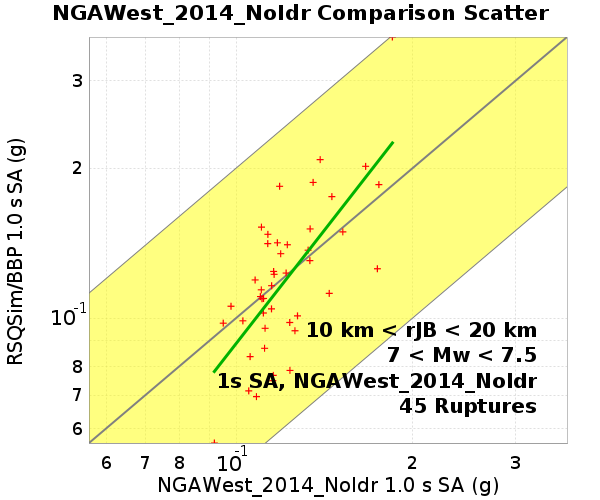 NGAWest_2014_NoIdr Comparison Scatter
RSQSim/BBP 1.0 s SA (g)
3
2
10-1
8
7
6
10 km < rJB < 20 km
7 < Mw < 7.5
1s SA, NGAWest_2014_NoIdr
45 Ruptures
6 7 8 10-1 2 3
NGAWest_2014_NoIdr 1.0 s SA (g)